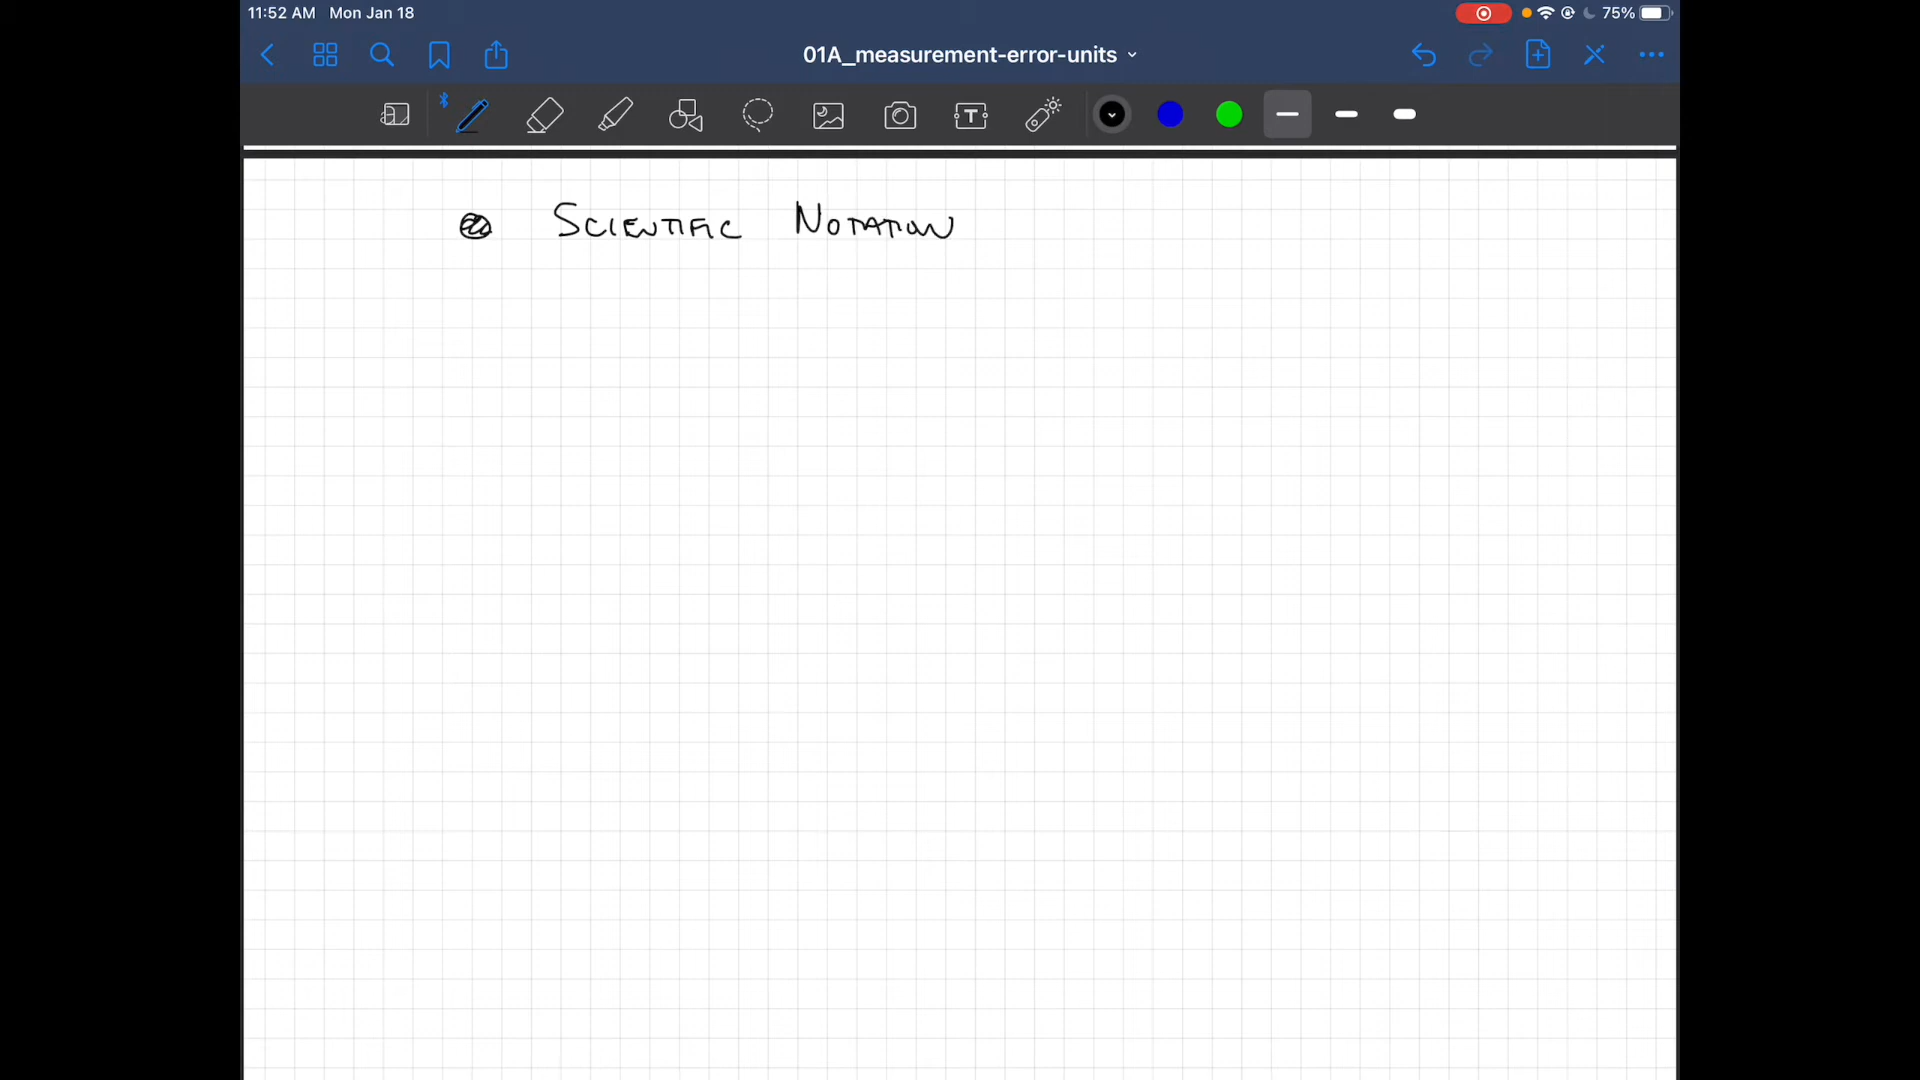 11:52 AM Mon Jan 18
75%
01A_measurement-error-units
T
SCIENTIFIC NOTATION